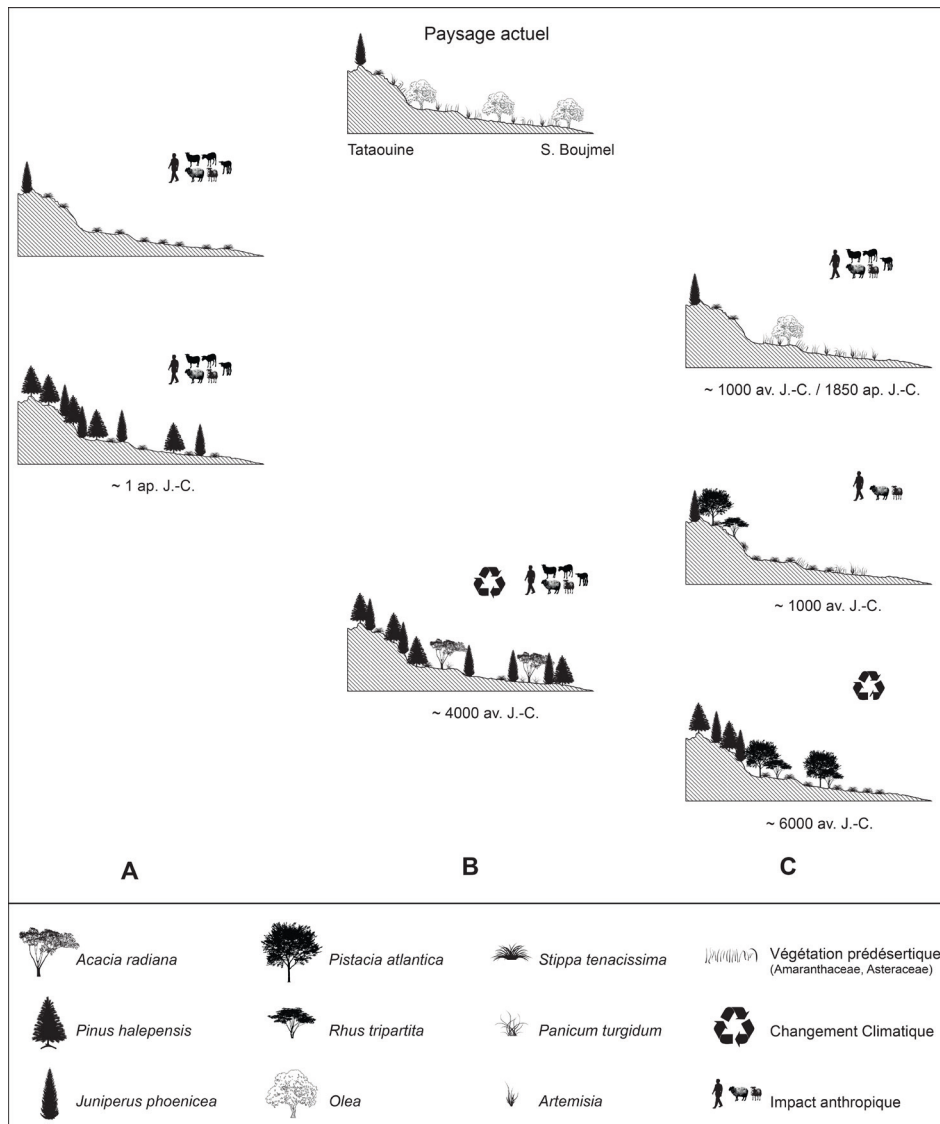 Paysage actuel
Tataouine
S. Boujmel
~ 1000 av. J.-C. / 1850 ap. J.-C.
~ 1 ap. J.-C.
~ 1000 av. J.-C.
~ 4000 av. J.-C.
~ 6000 av. J.-C.
A
B
C
Acacia radiana
Pistacia atlantica
Stippa tenacissima
Végétation prédésertique
(Amaranthaceae, Asteraceae)
Pinus halepensis
Rhus tripartita
Panicum turgidum
Changement Climatique
Juniperus phoenicea
Olea
Artemisia
Impact anthropique